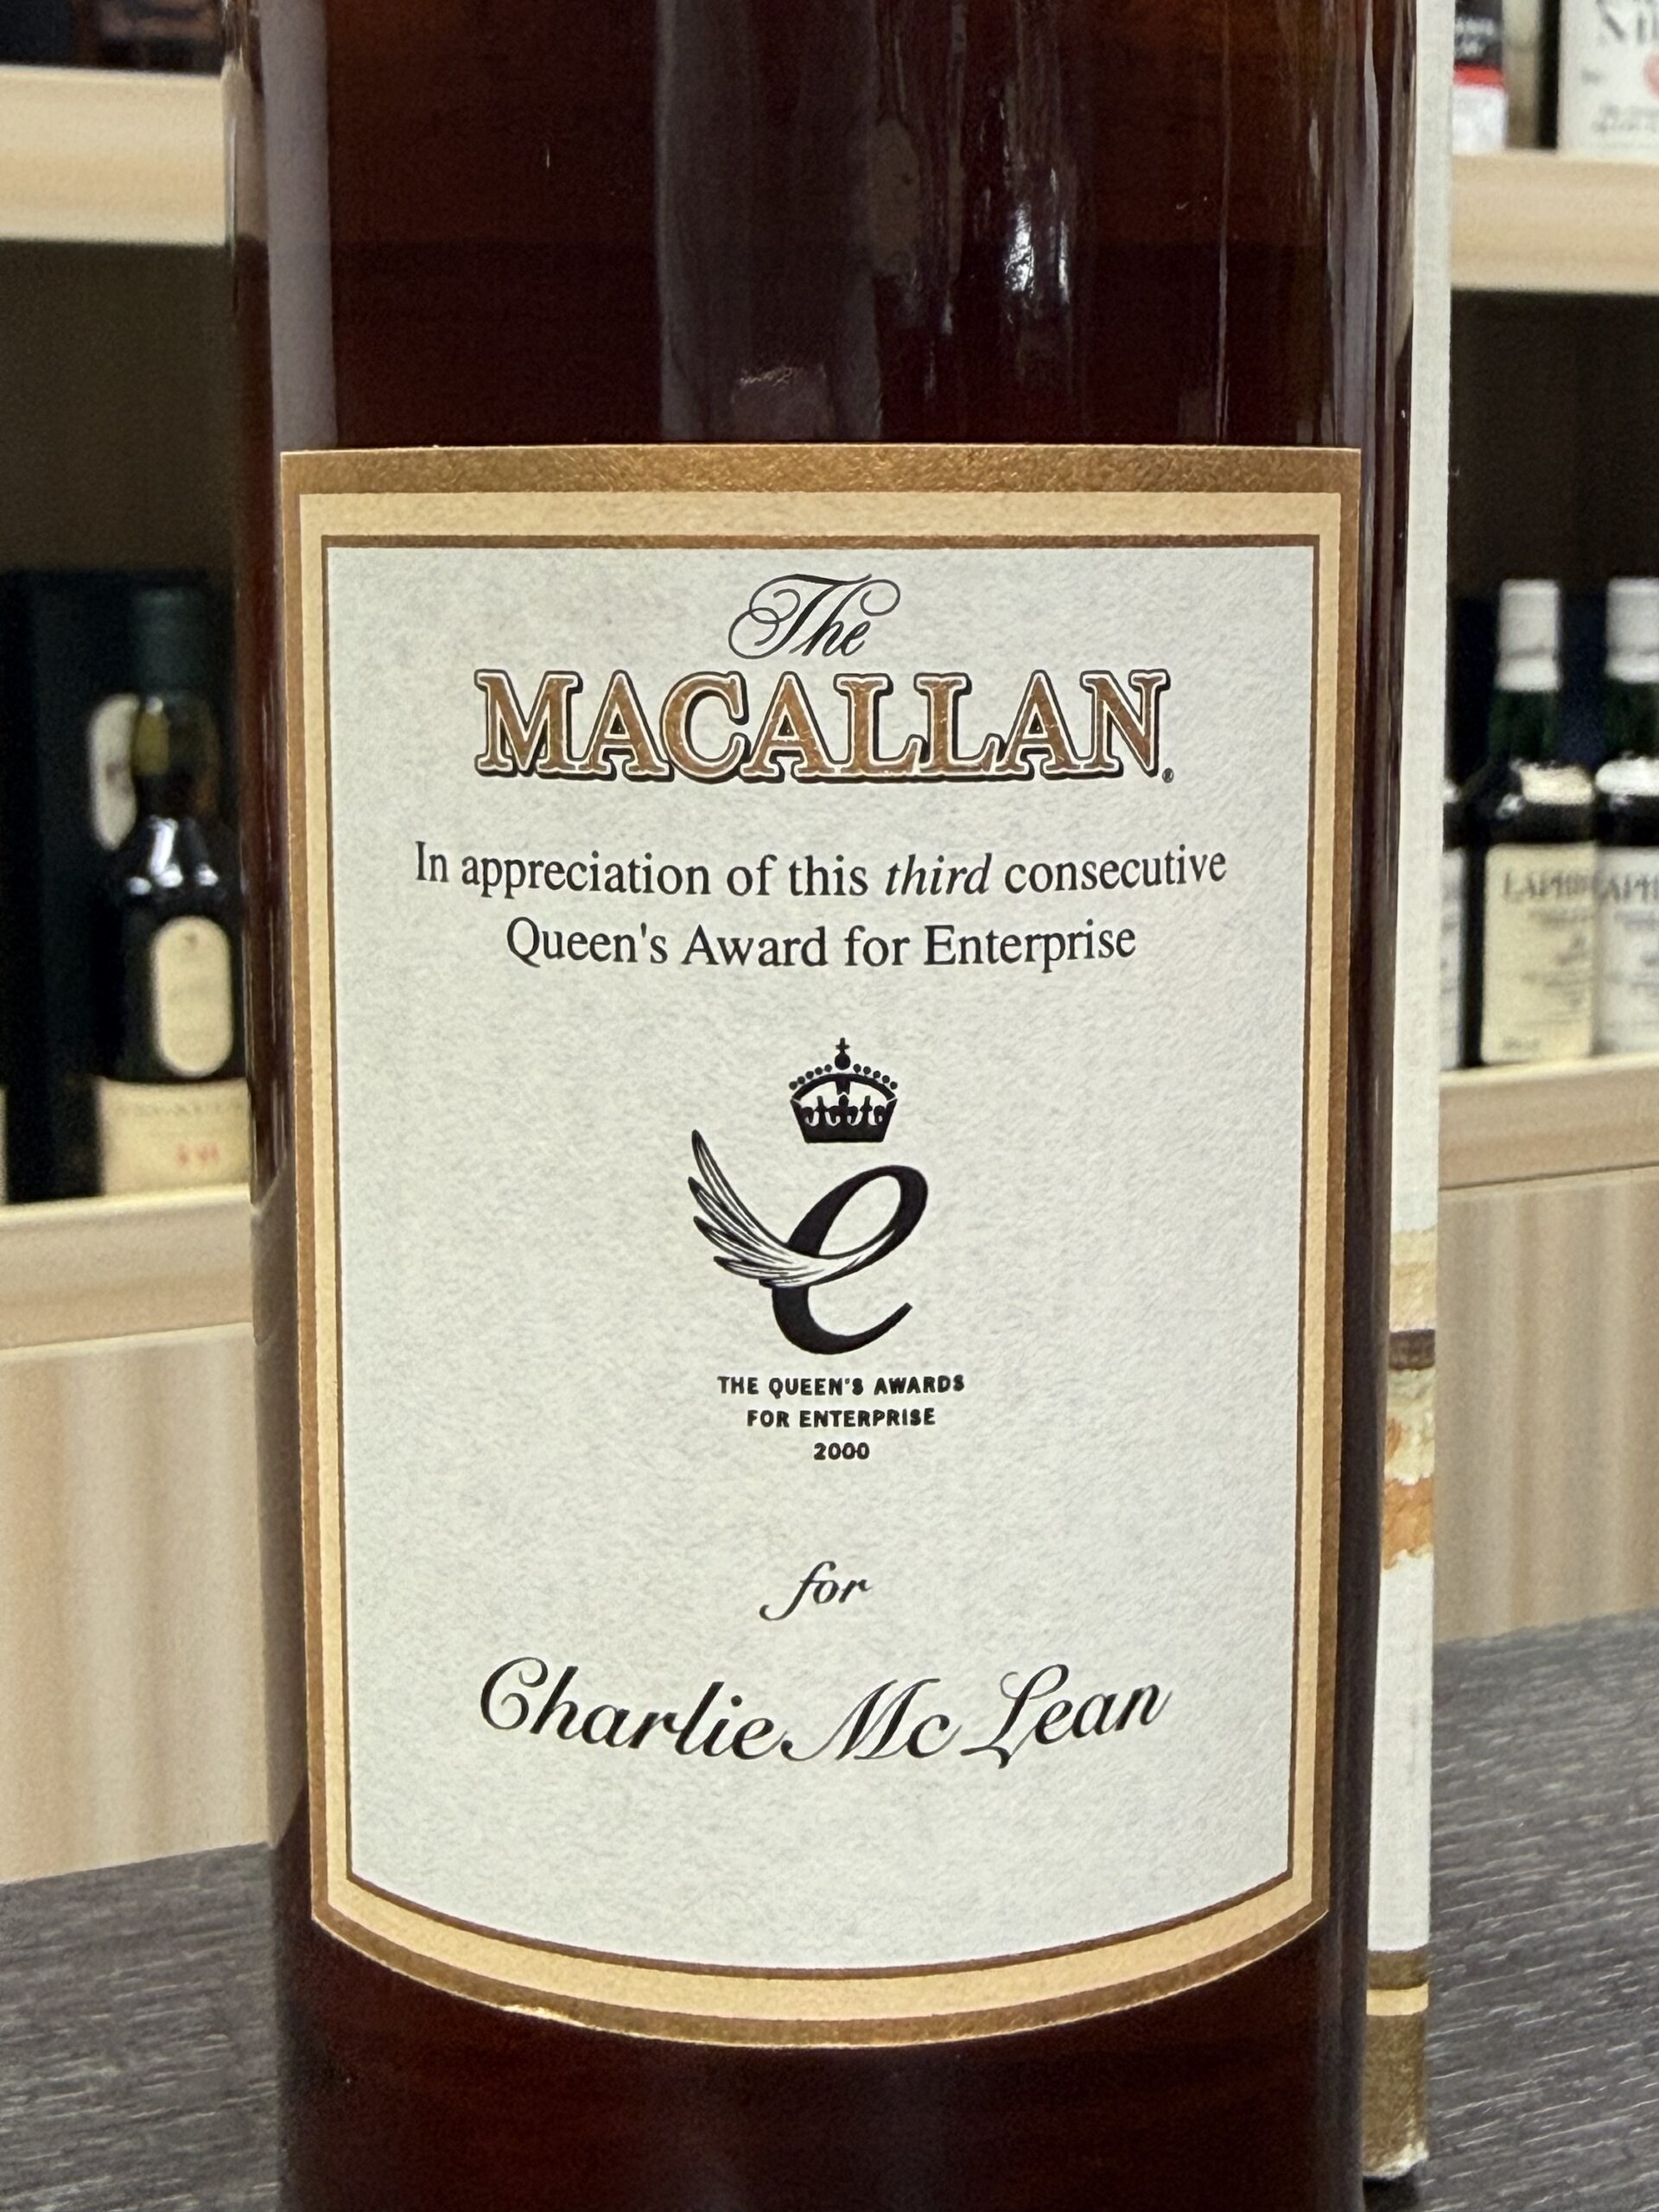 The
MACALLAN®
In appreciation of this third consecutive
Queen's Award for Enterprise
THE QUEEN'S AWARDS
FOR ENTERPRISE
2000
for
Charlie Mc Lean